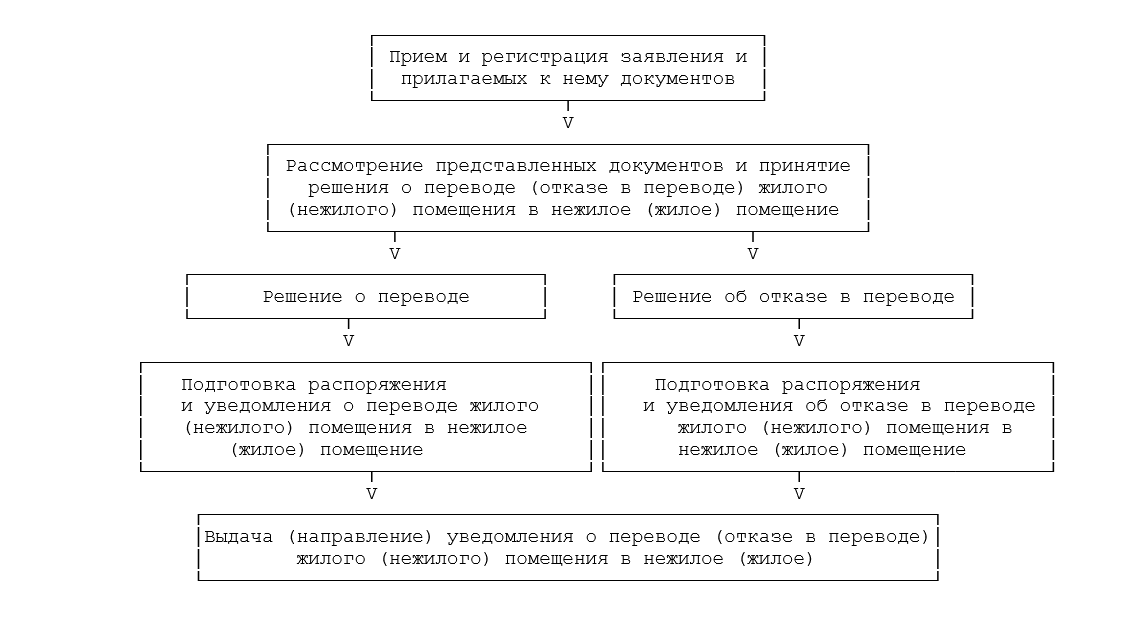 Прием и регистрация заявления и
прилагаемых к нему документов
V
Рассмотрение представленных документов и принятие
решения о переводе (отказе в переводе) жилого
(нежилого) помещения в нежилое (жилое) помещение
V V
Решение о переводе
Решение об отказе в переводе
V V
Подготовка распоряжения
и уведомления о переводе жилого
(нежилого) помещения в нежилое
(жилое) помещение
Подготовка распоряжения
и уведомления об отказе в переводе
жилого (нежилого) помещения в
нежилое (жилое) помещение
V V
Выдача (направление) уведомления о переводе (отказе в переводе)
жилого (нежилого) помещения в нежилое (жилое)